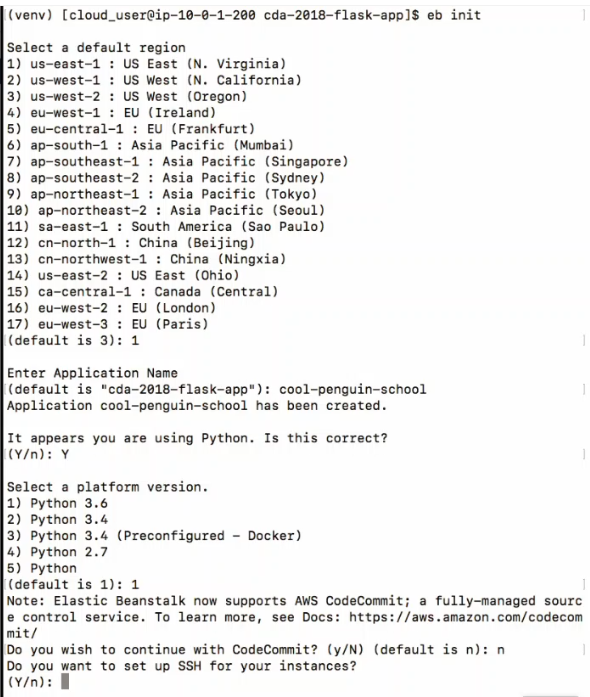 (venv) [cloud_user@ip-10-0-1-200 cda-2018-flask-app]$ eb init
Select a default region
1) us-east-1 : US East (N. Virginia)
2) us-west-1 : US West (N. California)
3) us-west-2 : US West (Oregon)
4) eu-west-1 : EU (Ireland)
5) eu-central-1 : EU (Frankfurt)
6) ap-south-1 : Asia Pacific (Mumbai)
7) ap-southeast-1 : Asia Pacific (Singapore)
8) ap-southeast-2 : Asia Pacific (Sydney)
9) ap-northeast-1 : Asia Pacific (Tokyo)
10) ap-northeast-2 : Asia Pacific (Seoul)
11) sa-east-1 : South America (Sao Paulo)
12) cn-north-1 : China (Beijing)
13) cn-northwest-1 : China (Ningxia)
14) us-east-2 : US East (Ohio)
15) ca-central-1 : Canada (Central)
16) eu-west-2 : EU (London)
17) eu-west-3 : EU (Paris)
(default is 3): 1
Enter Application Name
(default is "cda-2018-flask-app"): cool-penguin-school
Application cool-penguin-school has been created.
It appears you are using Python. Is this correct?
(Y/n): Y
Select a platform version.
1) Python 3.6
2) Python 3.4
3) Python 3.4 (Preconfigured - Docker)
4) Python 2.7
5) Python
(default is 1): 1
Note: Elastic Beanstalk now supports AWS CodeCommit; a fully-managed sourc
e control service. To learn more, see Docs: https://aws.amazon.com/codecom
mit/
Do you wish to continue with CodeCommit? (y/N) (default is n): n
Do you want to set up SSH for your instances?
(Y/n):